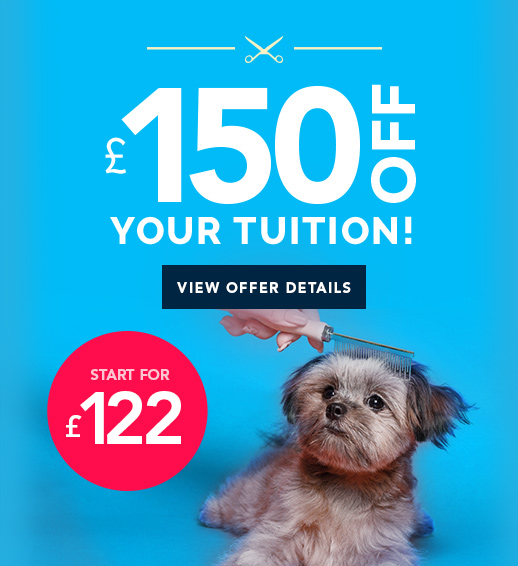 £150 OFF
YOUR TUITION!
VIEW OFFER DETAILS
START FOR
£122